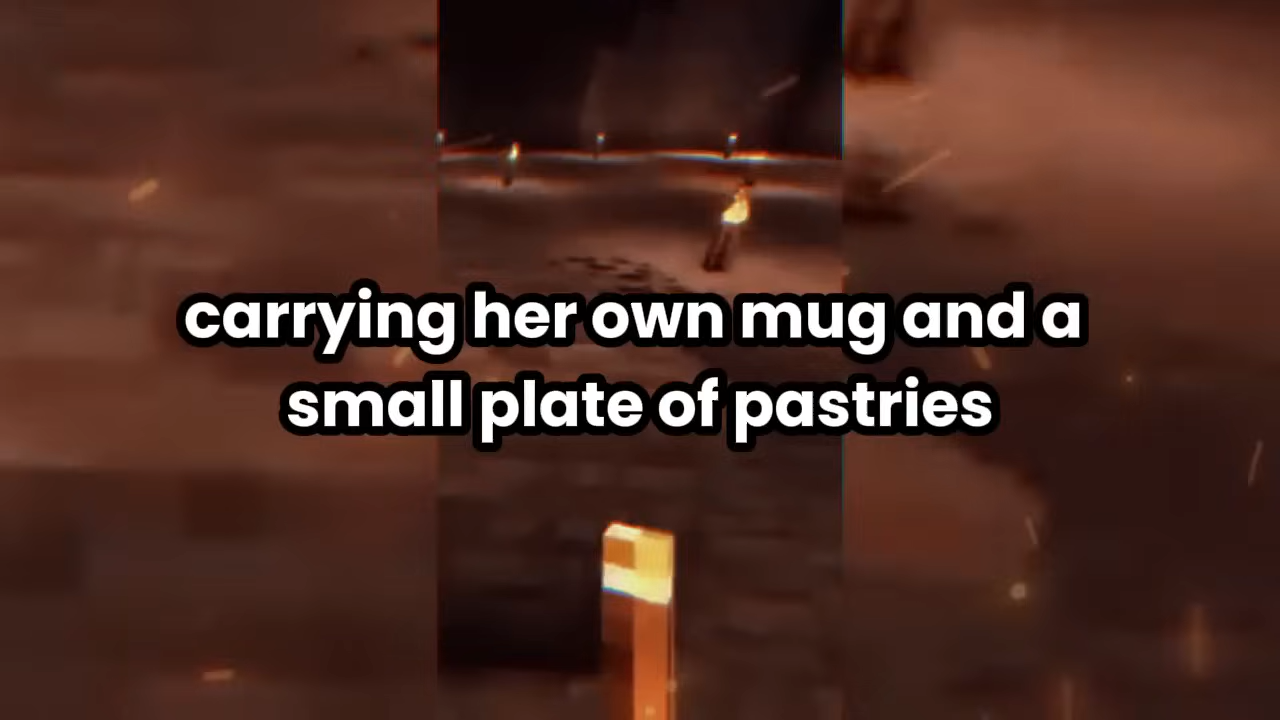 carrying her own mug and a
small plate of pastries